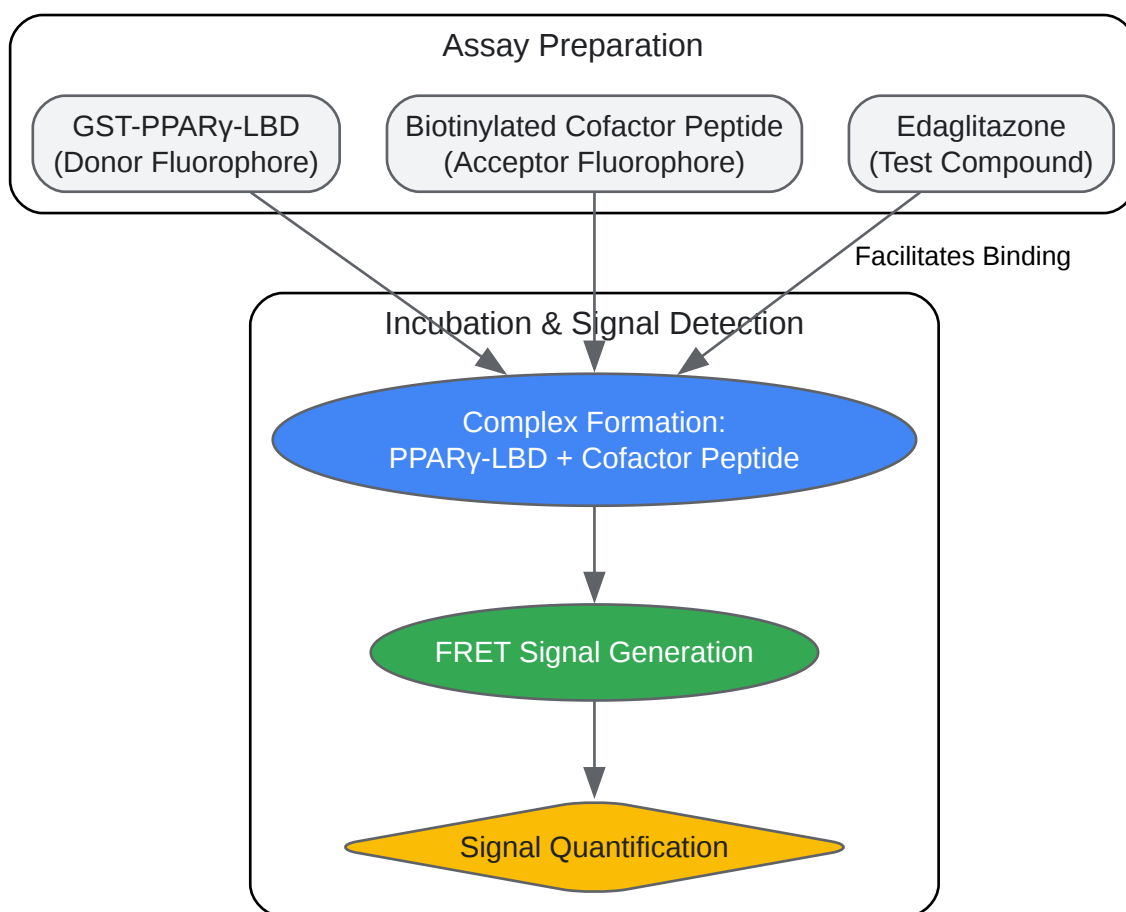 Assay Preparation
GST-PPARγ-LBD
(Donor Fluorophore)
Biotinylated Cofactor Peptide
(Acceptor Fluorophore)
Edaglitazone
(Test Compound)
Facilitates Binding
Incubation & Signal Detection
Complex Formation:
PPARγ-LBD + Cofactor Peptide
FRET Signal Generation
Signal Quantification